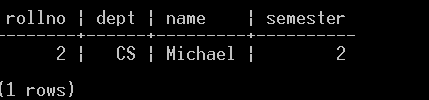 rollno | dept | name | semester
--------+------+---------+----------
2 | CS | Michael | 2
(1 rows)